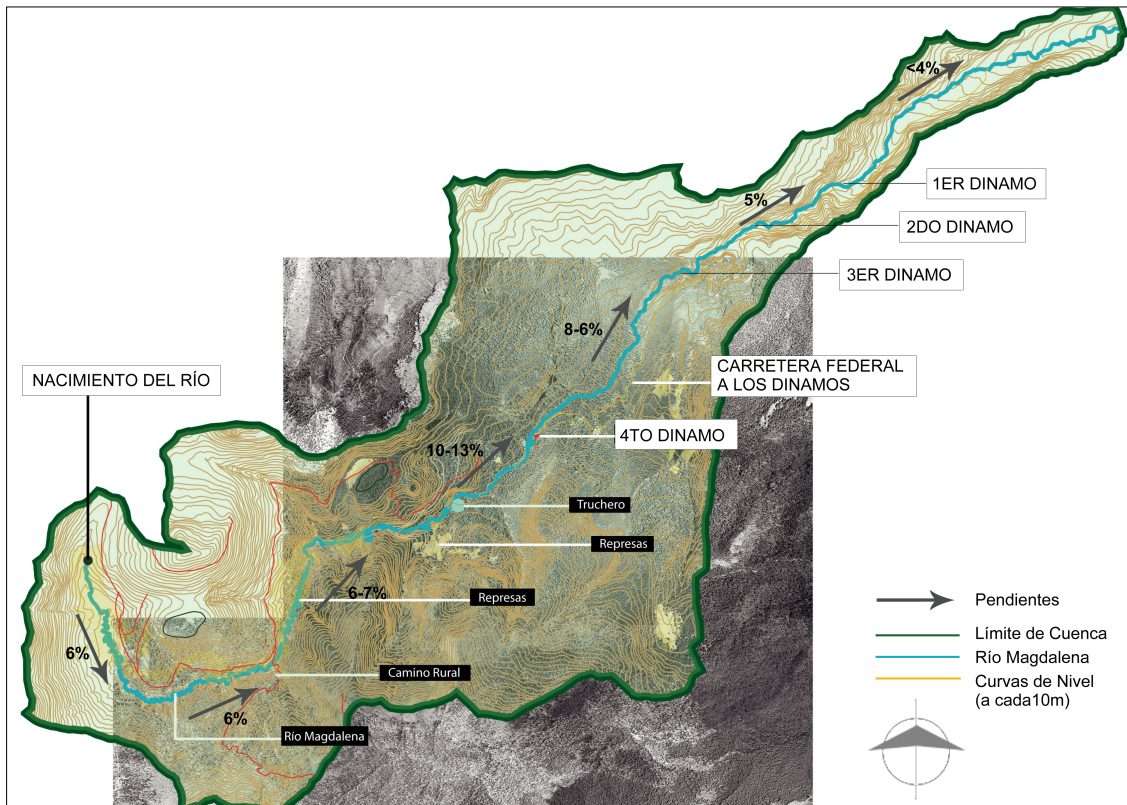 <4%
1ER DINAMO
5%
2DO DINAMO
3ER DINAMO
8-6%
CARRETERA FEDERAL
A LOS DINAMOS
NACIMIENTO DEL RÍO
4TO DINAMO
10-13%
Truchero
Represas
6-7%
Represas
6%
Camino Rural
6%
Río Magdalena
Pendientes
Límite de Cuenca
Río Magdalena
Curvas de Nivel
(a cada10m)